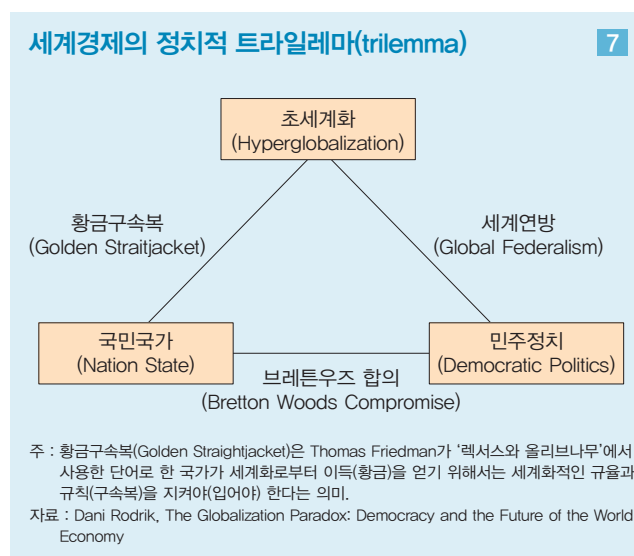 세계경제의 정치적 트라일레마(trilemma)
7
초세계화
(Hyperglobalization)
황금구속복
(Golden Straitjacket)
세계연방
(Global Federalism)
국민국가
(Nation State)
민주정치
(Democratic Politics)
브레튼우즈 합의
(Bretton Woods Compromise)
주 : 황금구속복(Golden Straightjacket)은 Thomas Friedman가 '렉서스와 올리브나무'에서
사용한 단어로 한 국가가 세계화로부터 이득(황금)을 얻기 위해서는 세계화적인 규율과
규칙(구속복)을 지켜야(입어야) 한다는 의미.
자료 : Dani Rodrik, The Globalization Paradox: Democracy and the Future of the World
Economy